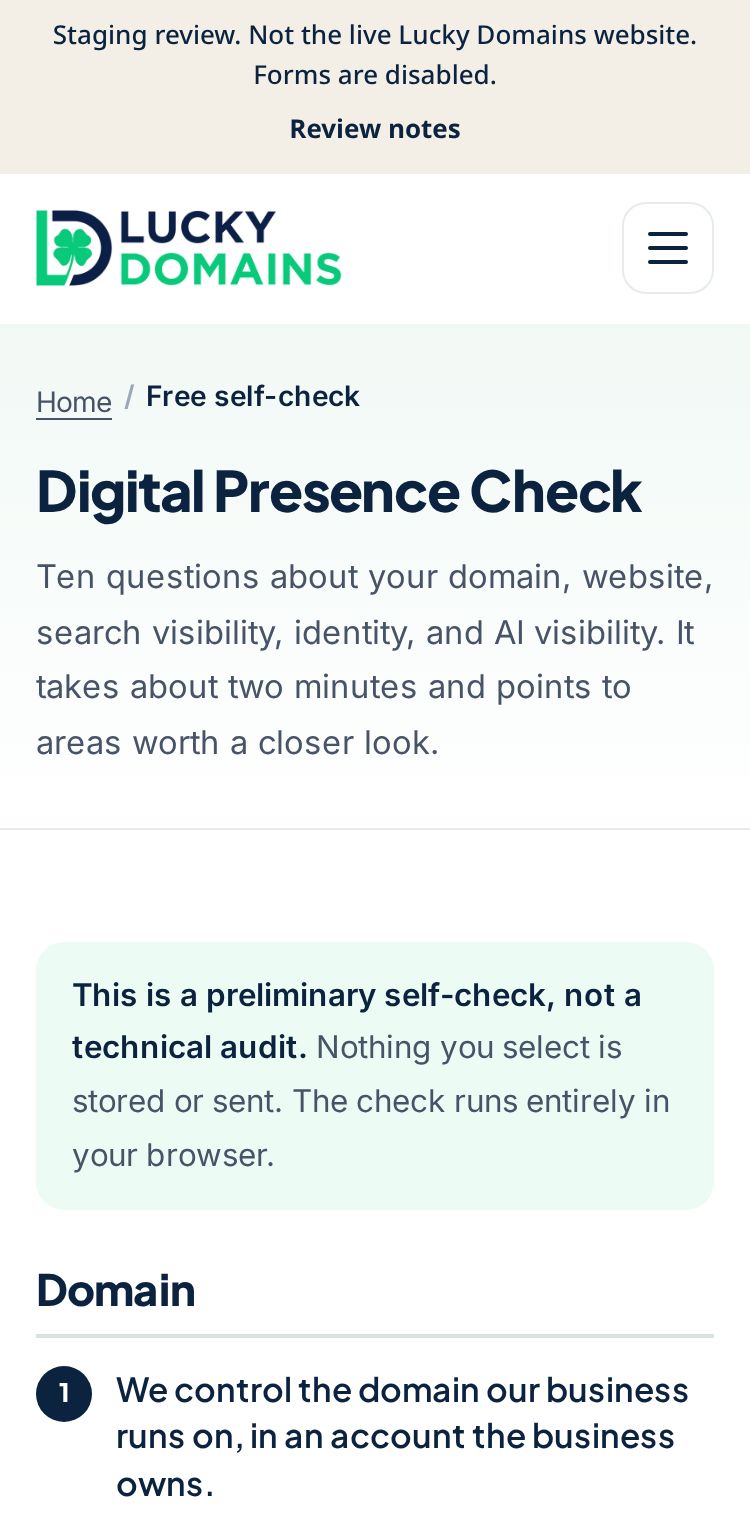 Staging review. Not the live Lucky Domains website.
Forms are disabled.
Review notes
LUCKY
DOMAINS
Home / Free self-check
Digital Presence Check
Ten questions about your domain, website,
search visibility, identity, and AI visibility. It
takes about two minutes and points to
areas worth a closer look.
This is a preliminary self-check, not a
technical audit. Nothing you select is
stored or sent. The check runs entirely in
your browser.
Domain
1 We control the domain our business
runs on, in an account the business
owns.